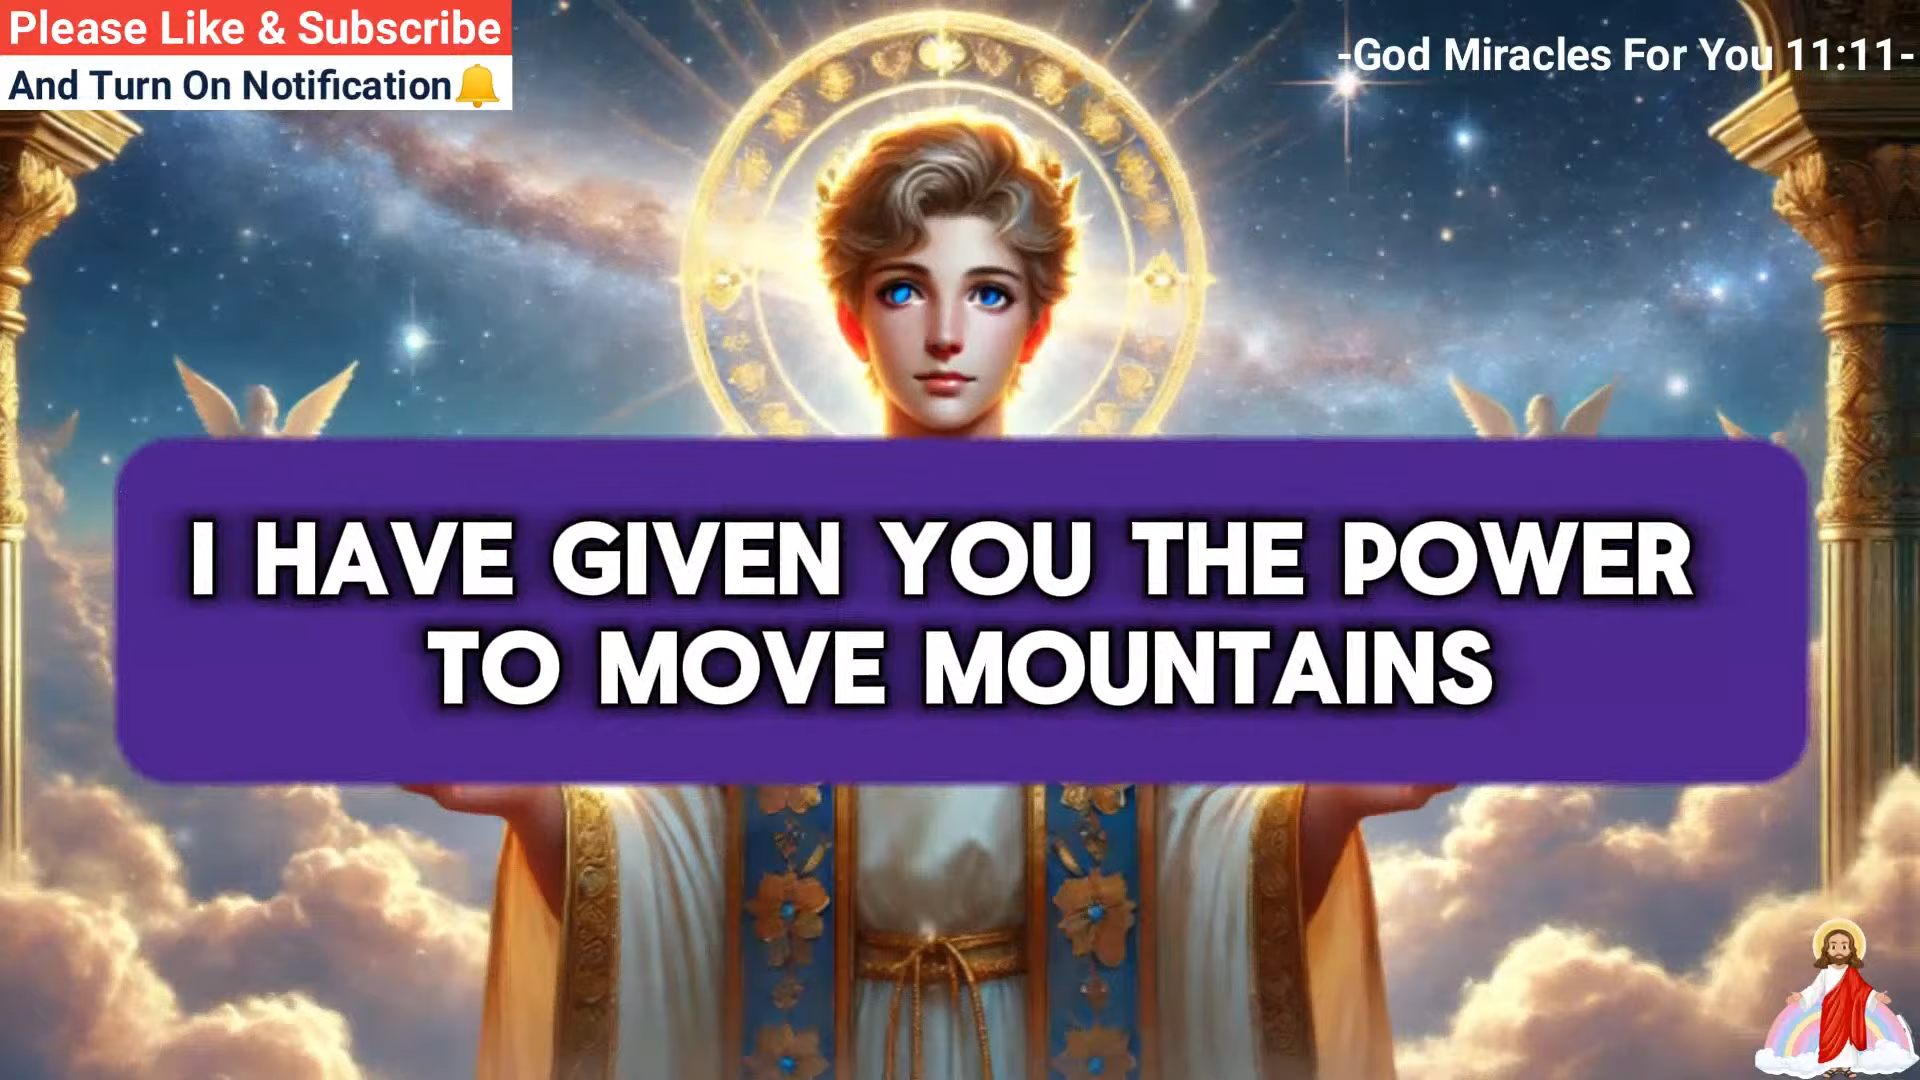 Please Like & Subscribe
And Turn On Notification🔔
-God Miracles For You 11:11-
I HAVE GIVEN YOU THE POWER
TO MOVE MOUNTAINS